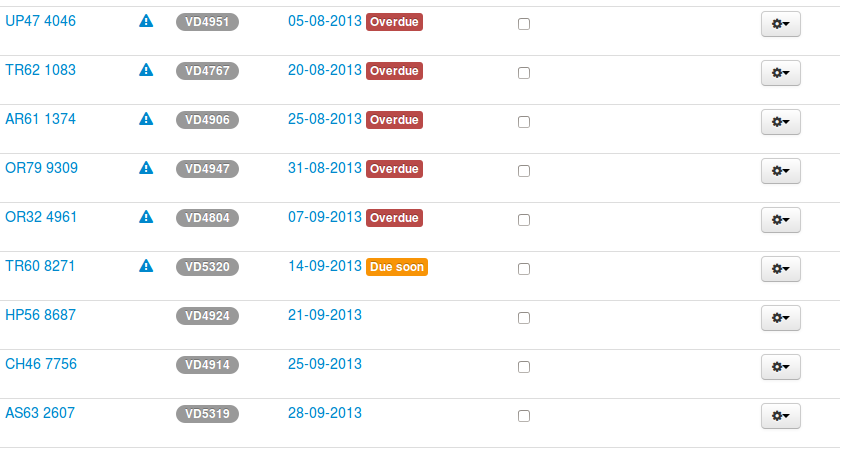 UP47 4046 VD4951 05-08-2013 Overdue
TR62 1083 VD4767 20-08-2013 Overdue
AR61 1374 VD4906 25-08-2013 Overdue
OR79 9309 VD4947 31-08-2013 Overdue
OR32 4961 VD4804 07-09-2013 Overdue
TR60 8271 VD5320 14-09-2013 Due soon
HP56 8687 VD4924 21-09-2013
CH46 7756 VD4914 25-09-2013
AS63 2607 VD5319 28-09-2013